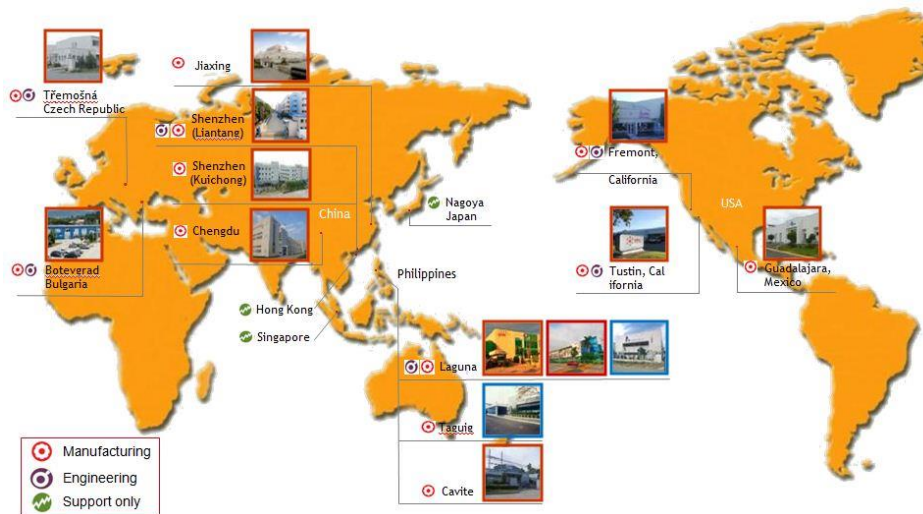 Třemošná
Czech Republic
Jiaxing
Shenzhen
(Liantang)
Shenzhen
(Kuichong)
China
Chengdu
Botevgrad
Bulgaria
Nagoya
Japan
Hong Kong
Singapore
Philippines
Laguna
Taguig
Cavite
Fremont,
California
USA
Tustin, Cal
ifornia
Guadalajara,
Mexico
Manufacturing
Engineering
Support only